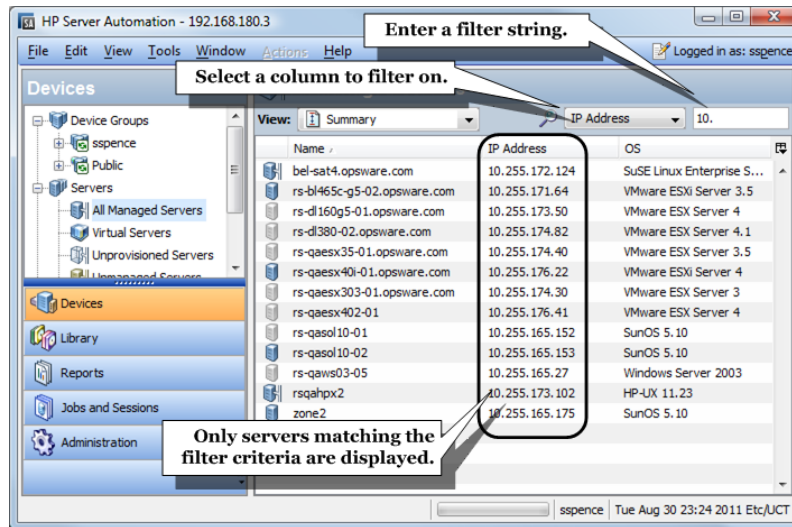 HP Server Automation - 192.168.180.3
Enter a filter string.
File Edit View Tools Window Actions Help
Logged in as: sspence
Select a column to filter on.
Devices
View: Summary
IP Address
10.
Device Groups
sspence
Public
Servers
All Managed Servers
Virtual Servers
Unprovisioned Servers
Unmanaged Servers
Devices
Library
Reports
Jobs and Sessions
Administration
Name IP Address OS
bel-sat4.opsware.com 10.255.172.124 SuSE Linux Enterprise S...
rs-bl465c-g5-02.opsware.com 10.255.171.64 VMware ESXi Server 3.5
rs-dl160g5-01.opsware.com 10.255.173.50 VMware ESX Server 4
rs-dl380-02.opsware.com 10.255.174.82 VMware ESX Server 4.1
rs-qaesx35-01.opsware.com 10.255.174.40 VMware ESX Server 3.5
rs-qaesx40i-01.opsware.com 10.255.176.22 VMware ESXi Server 4
rs-qaesx303-01.opsware.com 10.255.174.30 VMware ESX Server 3
rs-qaesx402-01 10.255.176.41 VMware ESX Server 4
rs-qasol10-01 10.255.165.152 SunOS 5.10
rs-qasol10-02 10.255.165.153 SunOS 5.10
rs-qaws03-05 10.255.165.27 Windows Server 2003
rsqahpx2 10.255.173.102 HP-UX 11.23
zone2 10.255.165.175 SunOS 5.10
Only servers matching the
filter criteria are displayed.
sspence Tue Aug 30 23:24 2011 Etc/UCT